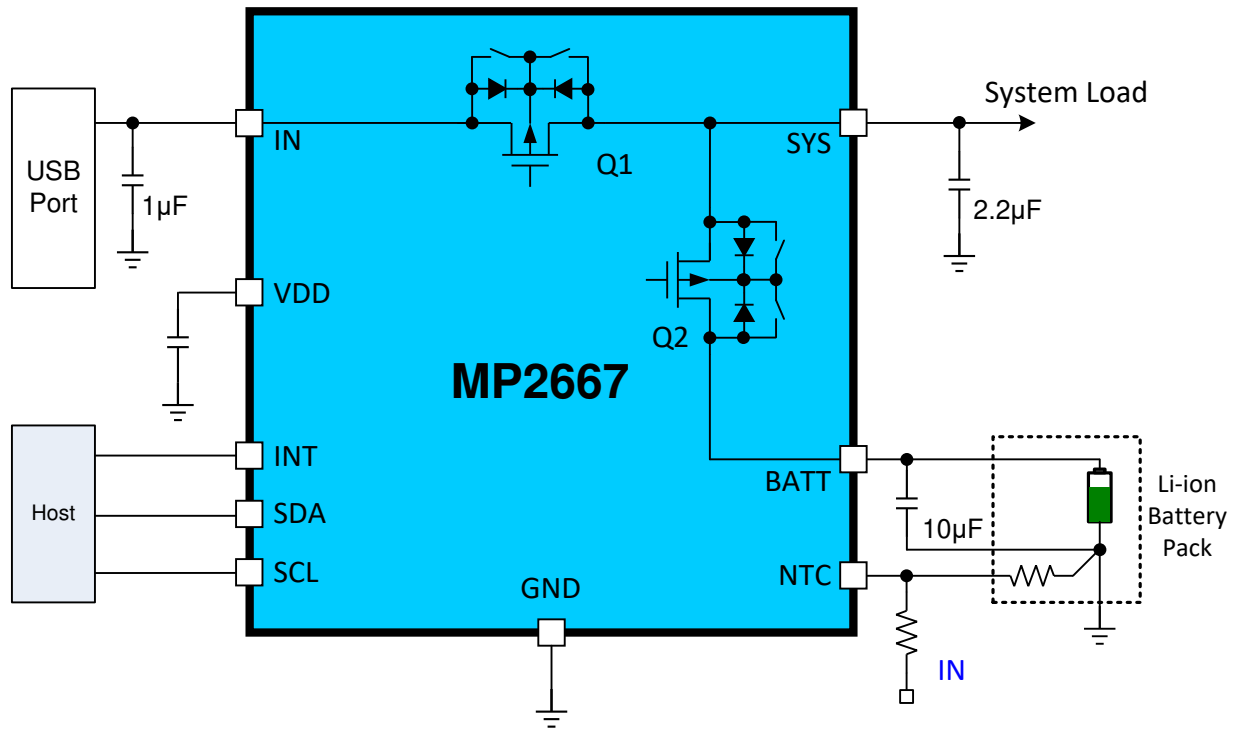 System Load
USB
Port
IN
SYS
Q1
1µF
2.2µF
VDD
Q2
MP2667
INT
BATT
Host
SDA
10µF
Li-ion
Battery
Pack
SCL
NTC
GND
IN